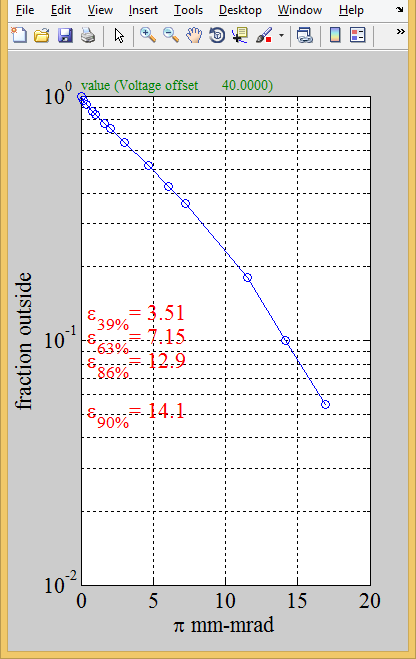 File Edit View Insert Tools Desktop Window Help
value (Voltage offset 40.0000)
10^0
ε39% = 3.51
10^-1
ε63% = 7.15
ε86% = 12.9
ε90% = 14.1
fraction outside
10^-2
0 5 10 15 20
π mm-mrad